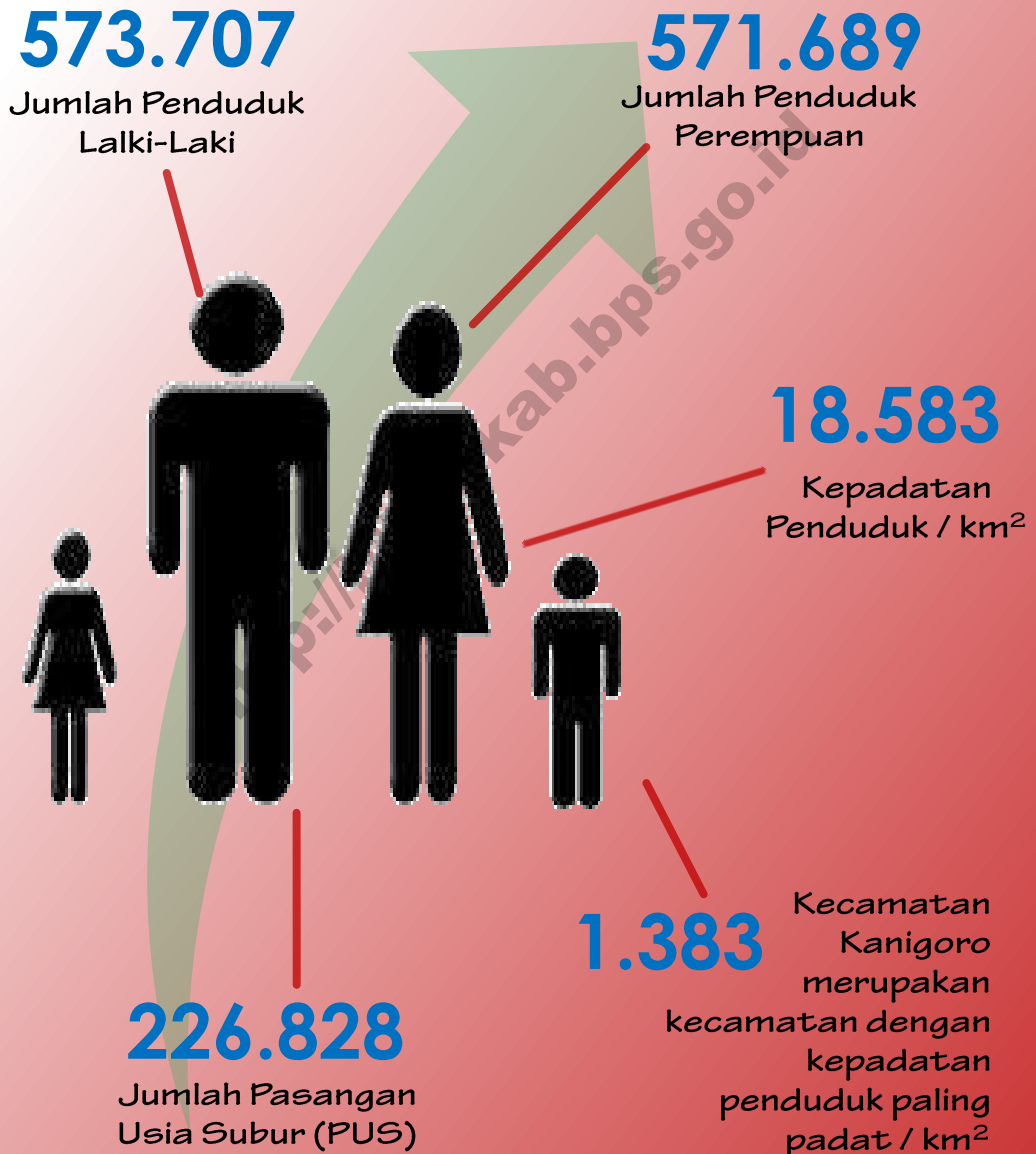 573.707
Jumlah Penduduk
Lalki-Laki
571.689
Jumlah Penduduk
Perempuan
18.583
Kepadatan
Penduduk / km²
1.383
Kecamatan
Kanigoro
merupakan
kecamatan dengan
kepadatan
penduduk paling
padat / km²
226.828
Jumlah Pasangan
Usia Subur (PUS)
kab.bps.go.id